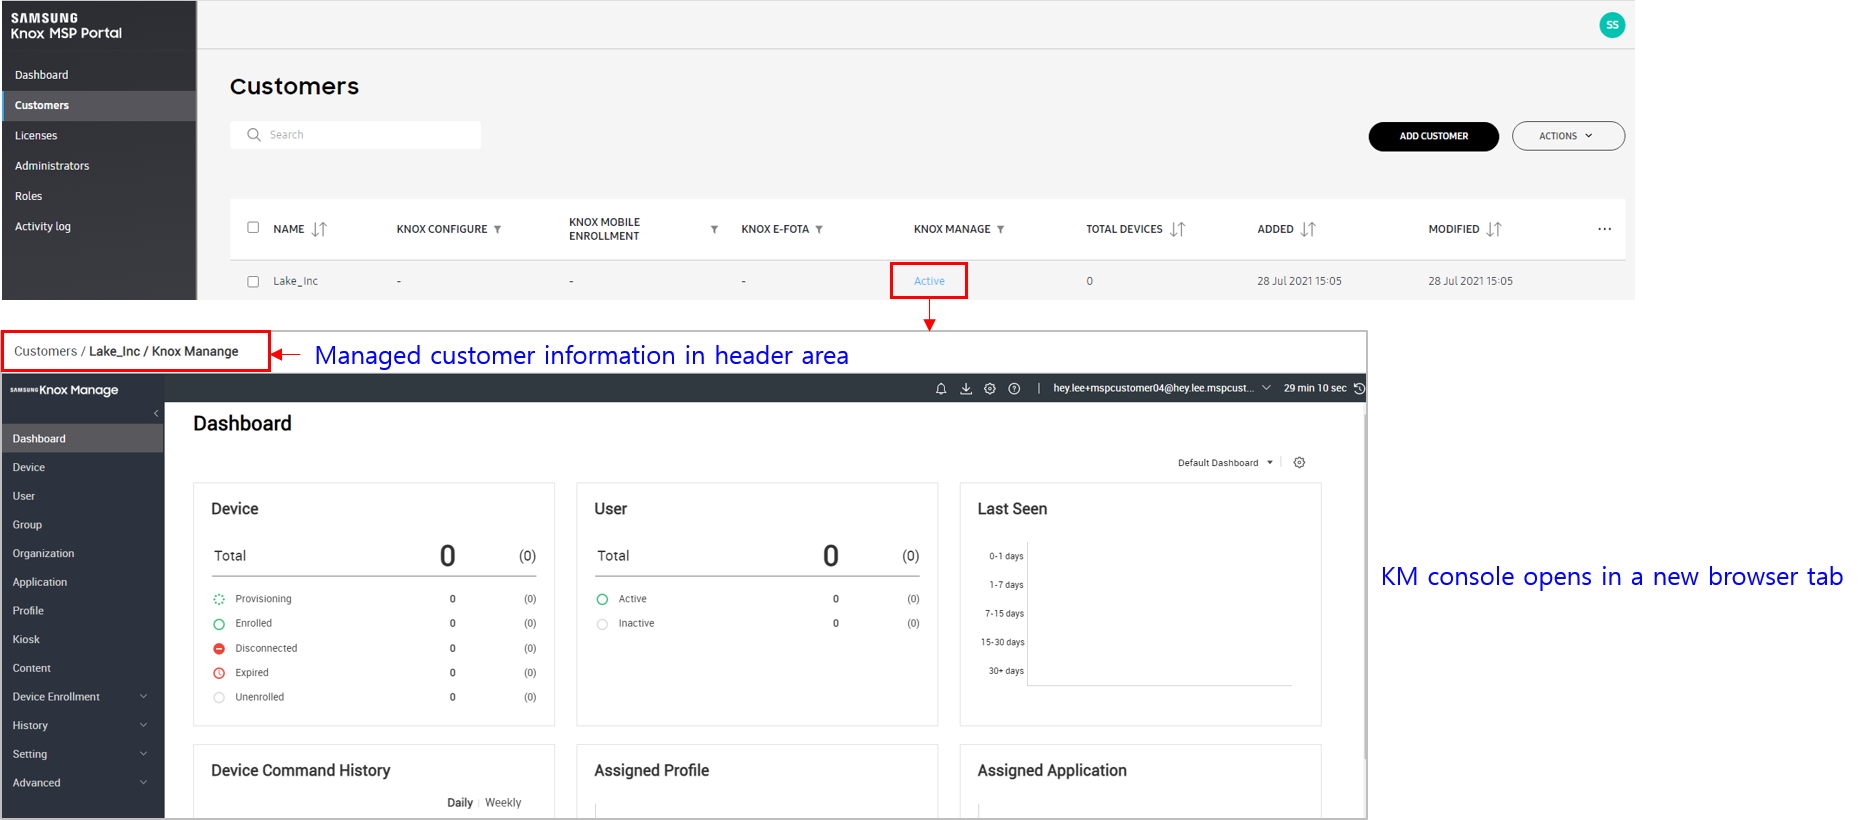 SAMSUNG
Knox MSP Portal
SS
Dashboard
Customers
Licenses
Administrators
Roles
Activity log
Customers
Search
ADD CUSTOMER
ACTIONS
NAME KNOX CONFIGURE KNOX MOBILE ENROLLMENT KNOX E-FOTA KNOX MANAGE TOTAL DEVICES ADDED MODIFIED ...
Lake_Inc - - - Active 0 28 Jul 2021 15:05 28 Jul 2021 15:05
Customers / Lake_Inc / Knox Manange
Managed customer information in header area
SAMSUNG Knox Manage
hey.lee+mspcustomer04@hey.lee.mspcust... 29 min 10 sec
Dashboard
Device
User
Group
Organization
Application
Profile
Kiosk
Content
Device Enrollment
History
Setting
Advanced
Dashboard
Default Dashboard
Device
Total 0 (0)
Provisioning 0 (0)
Enrolled 0 (0)
Disconnected 0 (0)
Expired 0 (0)
Unenrolled 0 (0)
User
Total 0 (0)
Active 0 (0)
Inactive 0 (0)
Last Seen
0-1 days
1-7 days
7-15 days
15-30 days
30+ days
KM console opens in a new browser tab
Device Command History
Daily | Weekly
Assigned Profile
Assigned Application